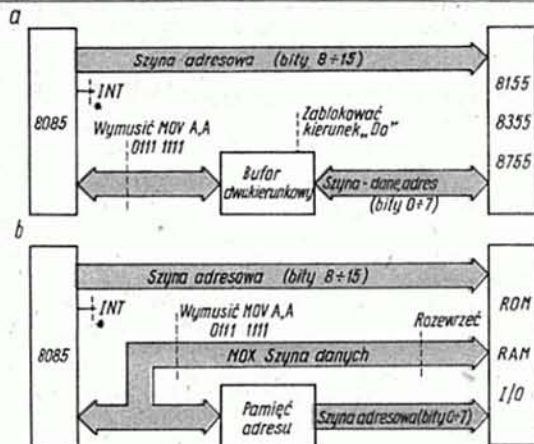 a
Szyna adresowa (bity 8÷15)
INT
8085
Wymusić MOV A,A
0111 1111
Zablokować
kierunek „Do"
8155
8355
8755
Bufor
dwukierunkowy
Szyna - dane, adres
(bity 0÷7)
b
Szyna adresowa (bity 8÷15)
INT
8085
Wymusić MOV A,A
0111 1111
Rozewrzeć
MOX Szyna danych
ROM
RAM
I/O
Pamięć
adresu
Szyna adresowa (bity 0÷7)